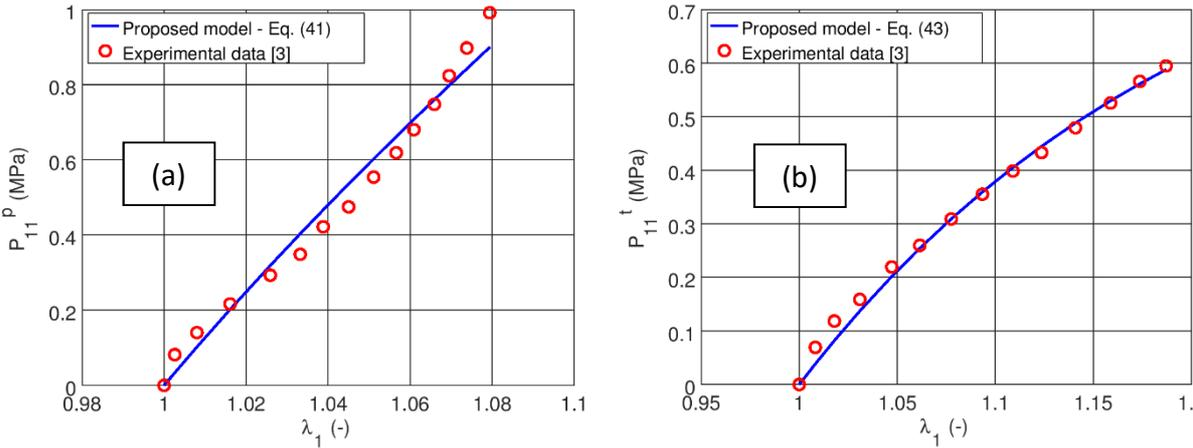 Proposed model - Eq. (41)
Experimental data [3]
(a)
P11p (MPa)
1
0.8
0.6
0.4
0.2
0
0.98
1
1.02
1.04
1.06
1.08
1.1
λ1 (-)
Proposed model - Eq. (43)
Experimental data [3]
(b)
P11t (MPa)
0.7
0.6
0.5
0.4
0.3
0.2
0.1
0
0.95
1
1.05
1.1
1.15
1.
λ1 (-)